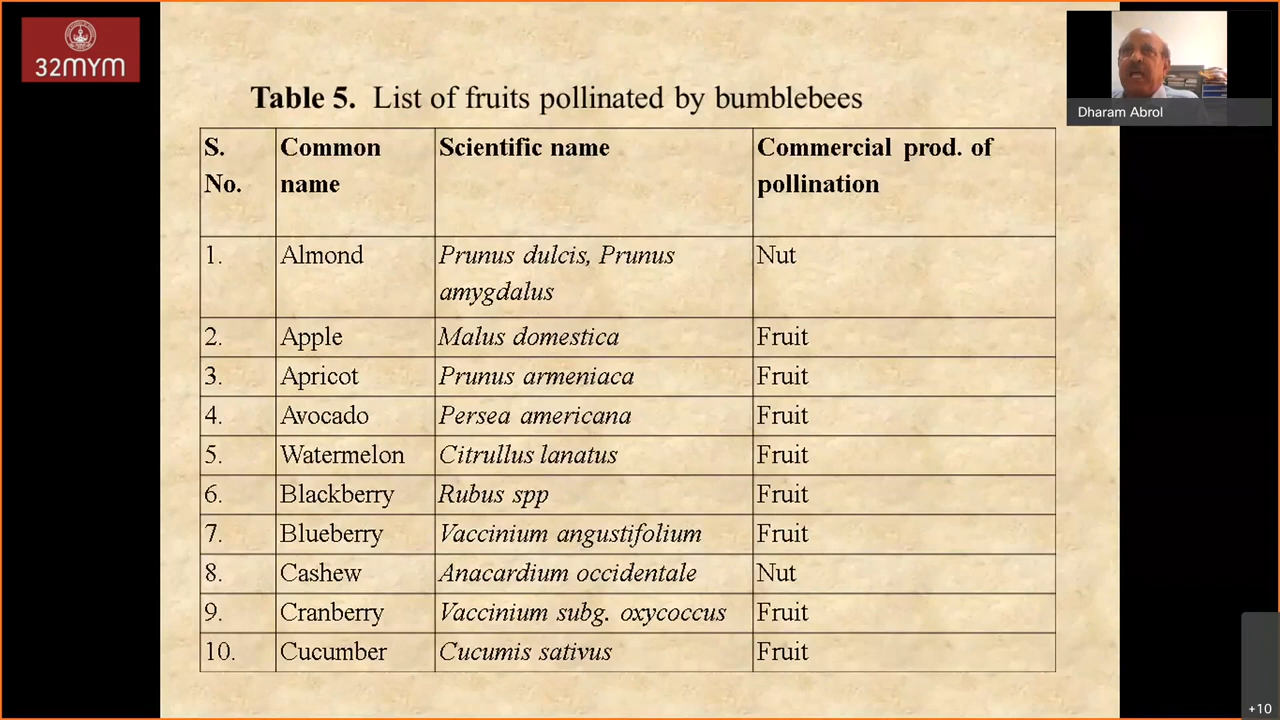 32MYM
Dharam Abrol
Table 5. List of fruits pollinated by bumblebees
S. No. Common name Scientific name Commercial prod. of pollination
1. Almond Prunus dulcis, Prunus amygdalus Nut
2. Apple Malus domestica Fruit
3. Apricot Prunus armeniaca Fruit
4. Avocado Persea americana Fruit
5. Watermelon Citrullus lanatus Fruit
6. Blackberry Rubus spp Fruit
7. Blueberry Vaccinium angustifolium Fruit
8. Cashew Anacardium occidentale Nut
9. Cranberry Vaccinium subg. oxycoccus Fruit
10. Cucumber Cucumis sativus Fruit
+10